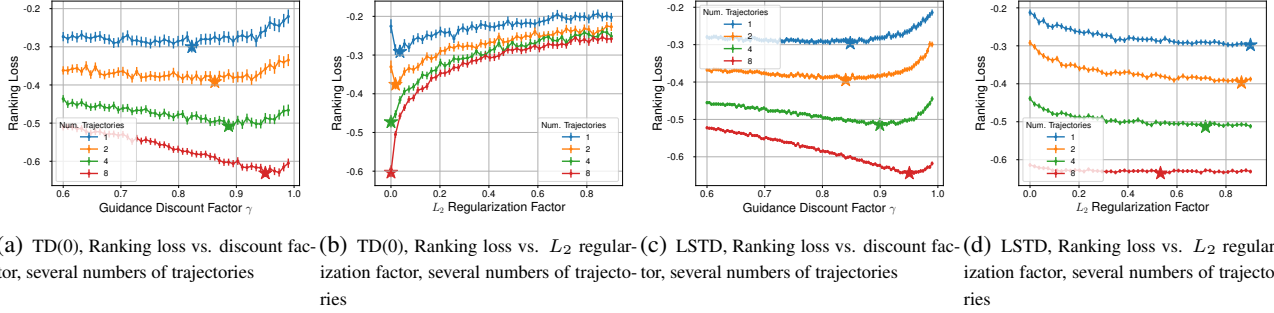 -0.2
-0.3
-0.4
-0.5
-0.6
Ranking Loss
Num. Trajectories
1
2
4
8
0.6 0.7 0.8 0.9 1.0
Guidance Discount Factor γ
-0.2
-0.3
-0.4
-0.5
-0.6
Ranking Loss
Num. Trajectories
1
2
4
8
0.0 0.2 0.4 0.6 0.8
L₂ Regularization Factor
-0.2
-0.3
-0.4
-0.5
-0.6
Ranking Loss
Num. Trajectories
1
2
4
8
0.6 0.7 0.8 0.9 1.0
Guidance Discount Factor γ
-0.2
-0.3
-0.4
-0.5
-0.6
Ranking Loss
Num. Trajectories
1
2
4
8
0.0 0.2 0.4 0.6 0.8
L₂ Regularization Factor
(a) TD(0), Ranking loss vs. discount fac-
tor, several numbers of trajectories
(b) TD(0), Ranking loss vs. L₂ regular-
ization factor, several numbers of trajecto-
ries
(c) LSTD, Ranking loss vs. discount fac-
tor, several numbers of trajectories
(d) LSTD, Ranking loss vs. L₂ regular
ization factor, several numbers of trajecto
ries